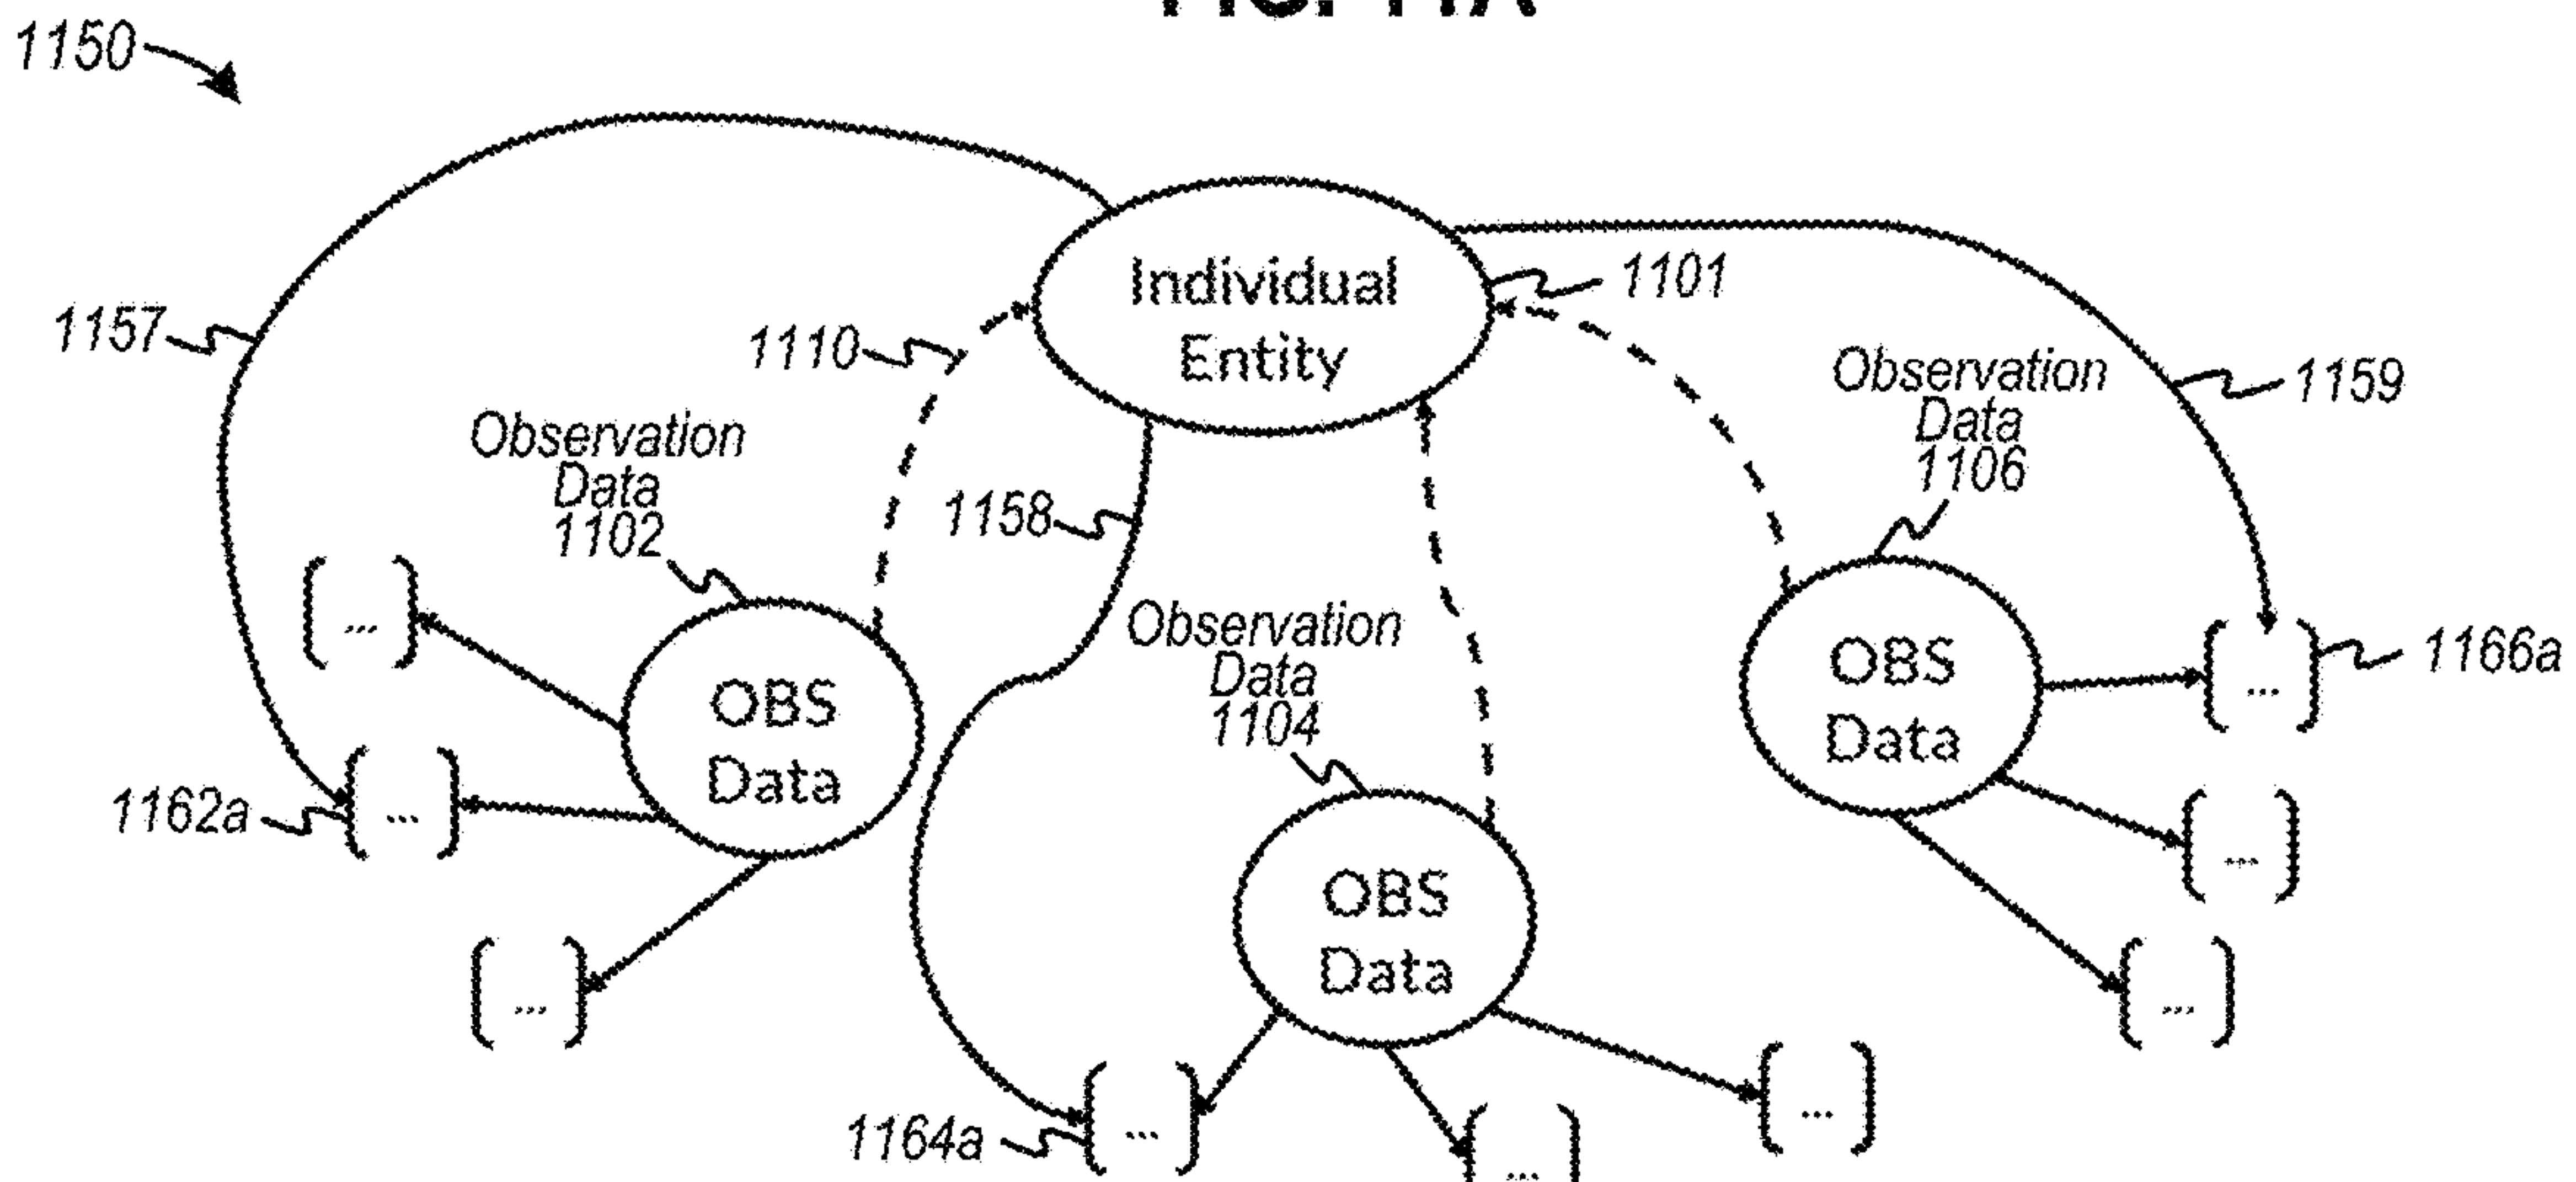 1150
Individual
Entity
1101
1157
1110
1159
Observation
Data
1106
Observation
Data
1102
1158
Observation
Data
1104
{ ... }
OBS
Data
OBS
Data
{ ... }
1166a
1162a
{ ... }
{ ... }
OBS
Data
{ ... }
{ ... }
1164a
{ ... }
{ ... }
{ ... }